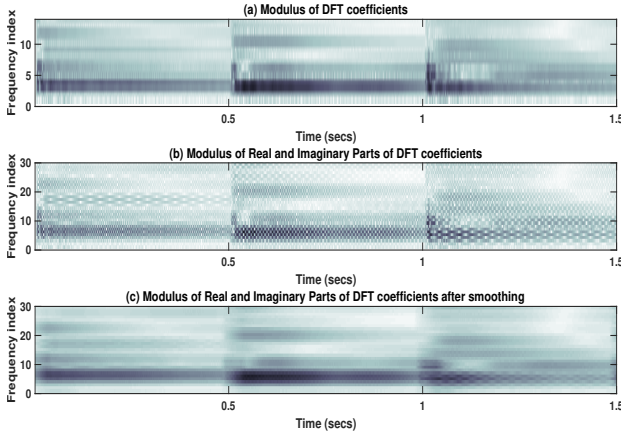 (a) Modulus of DFT coefficients
Frequency index
10
5
0
0.5
1
1.5
Time (secs)
(b) Modulus of Real and Imaginary Parts of DFT coefficients
Frequency index
30
20
10
0
0.5
1
1.5
Time (secs)
(c) Modulus of Real and Imaginary Parts of DFT coefficients after smoothing
Frequency index
30
20
10
0
0.5
1
1.5
Time (secs)